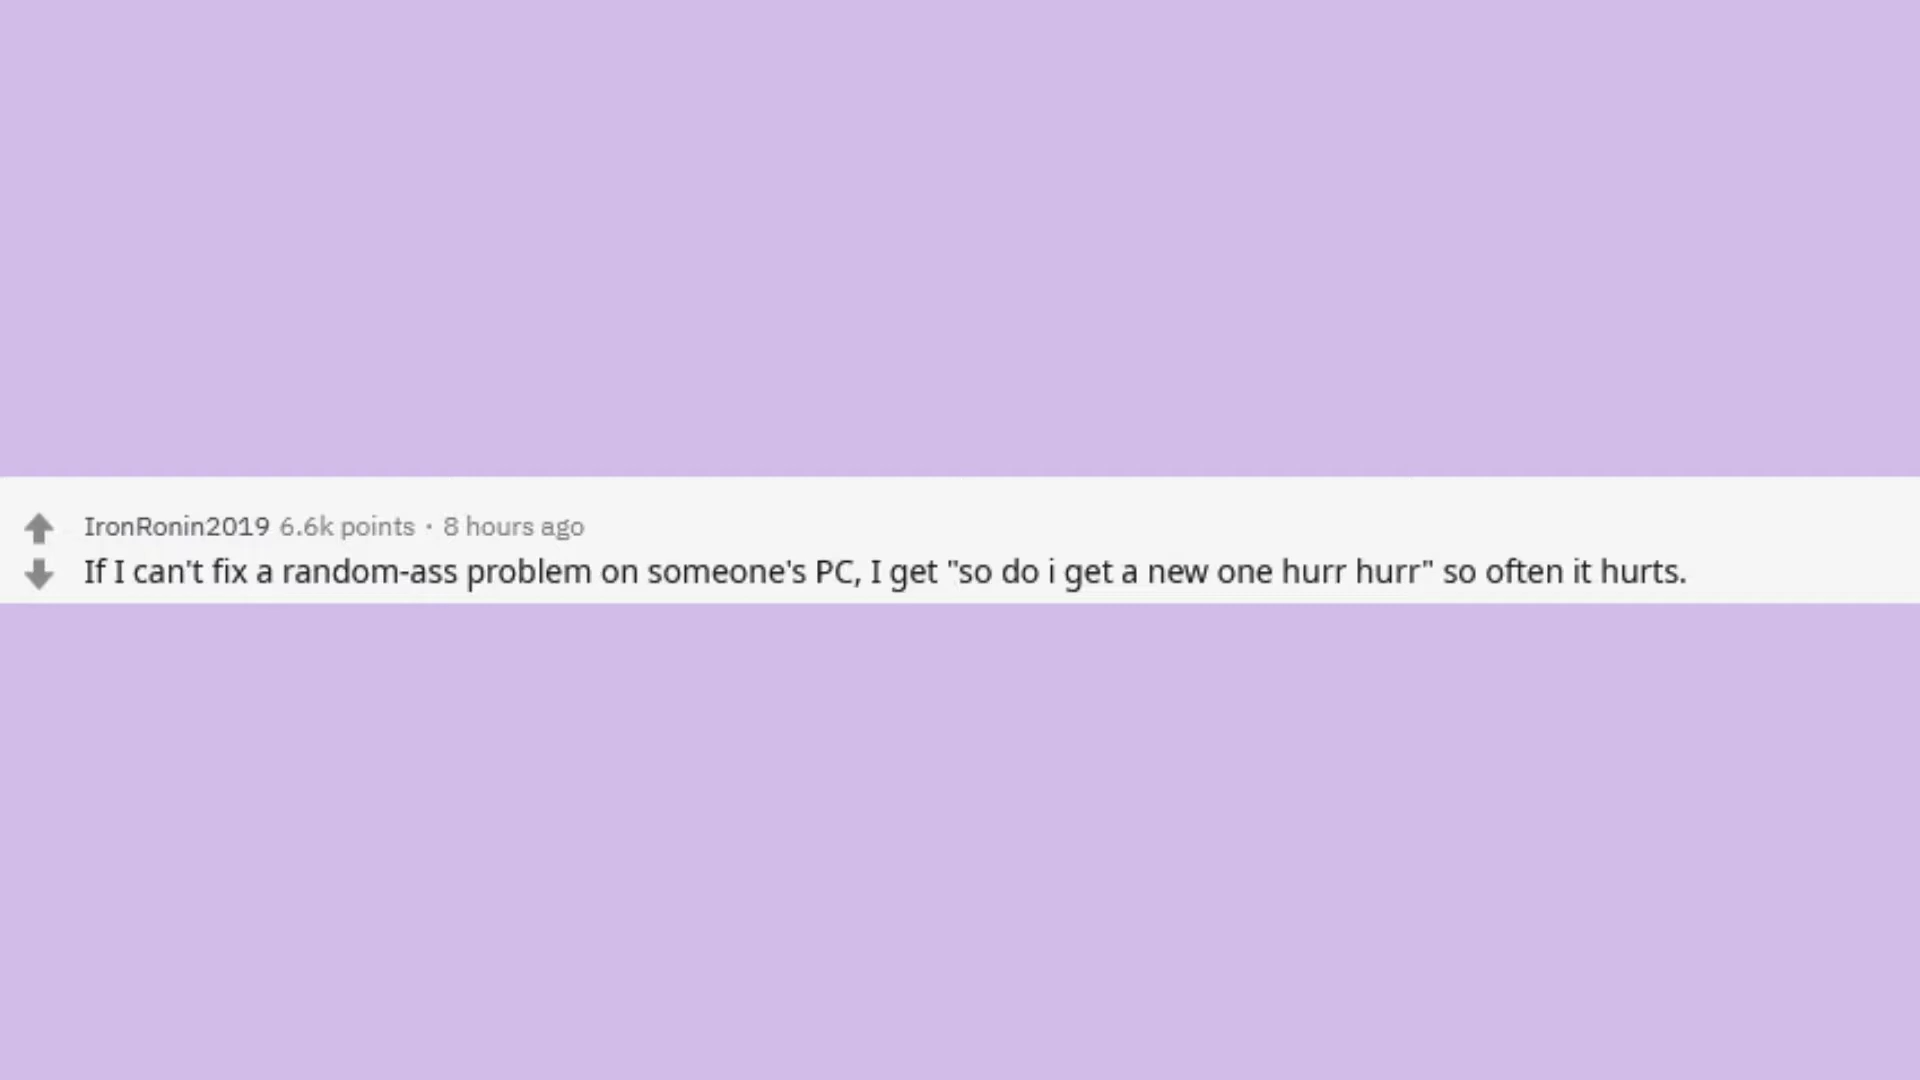 IronRonin2019 6.6k points · 8 hours ago
If I can't fix a random-ass problem on someone's PC, I get "so do i get a new one hurr hurr" so often it hurts.